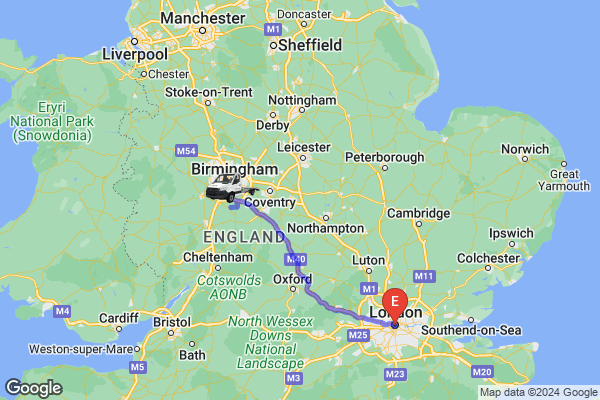 Doncaster
Manchester
M1
Liverpool
Sheffield
Chester
Eryri
National Park
(Snowdonia)
Stoke-on-Trent
Nottingham
Derby
M54
Leicester
Peterborough
Norwich
Birmingham
Great
Yarmouth
Coventry
Cambridge
Northampton
ENGLAND
Ipswich
M40
Luton
Cheltenham
M11
Colchester
Cotswolds
AONB
Oxford
M1
E
M4
Cardiff
London
Bristol
North Wessex
Downs
National
Landscape
M25
Southend-on-Sea
Weston-super-Mare
Bath
M5
M3
M23
M20
Google
Map data ©2024 Google